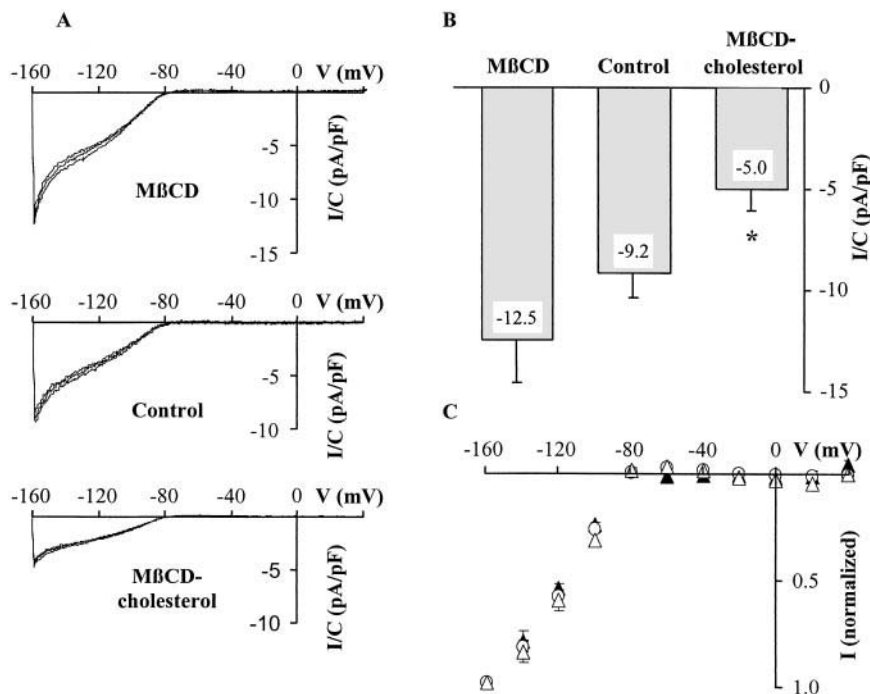 A
-160 -120 -80 -40 0 V (mV)
-5
-10
-15
I/C (pA/pF)
MßCD
-160 -120 -80 -40 0 V (mV)
-5
-10
I/C (pA/pF)
Control
-160 -120 -80 -40 0 V (mV)
-5
-10
I/C (pA/pF)
MßCD-
cholesterol
B
MßCD Control MßCD-
cholesterol
0
-5
-10
-15
I/C (pA/pF)
-12.5
-9.2
-5.0
*
C
-160 -120 -80 -40 0 V (mV)
0.5
1.0
I (normalized)